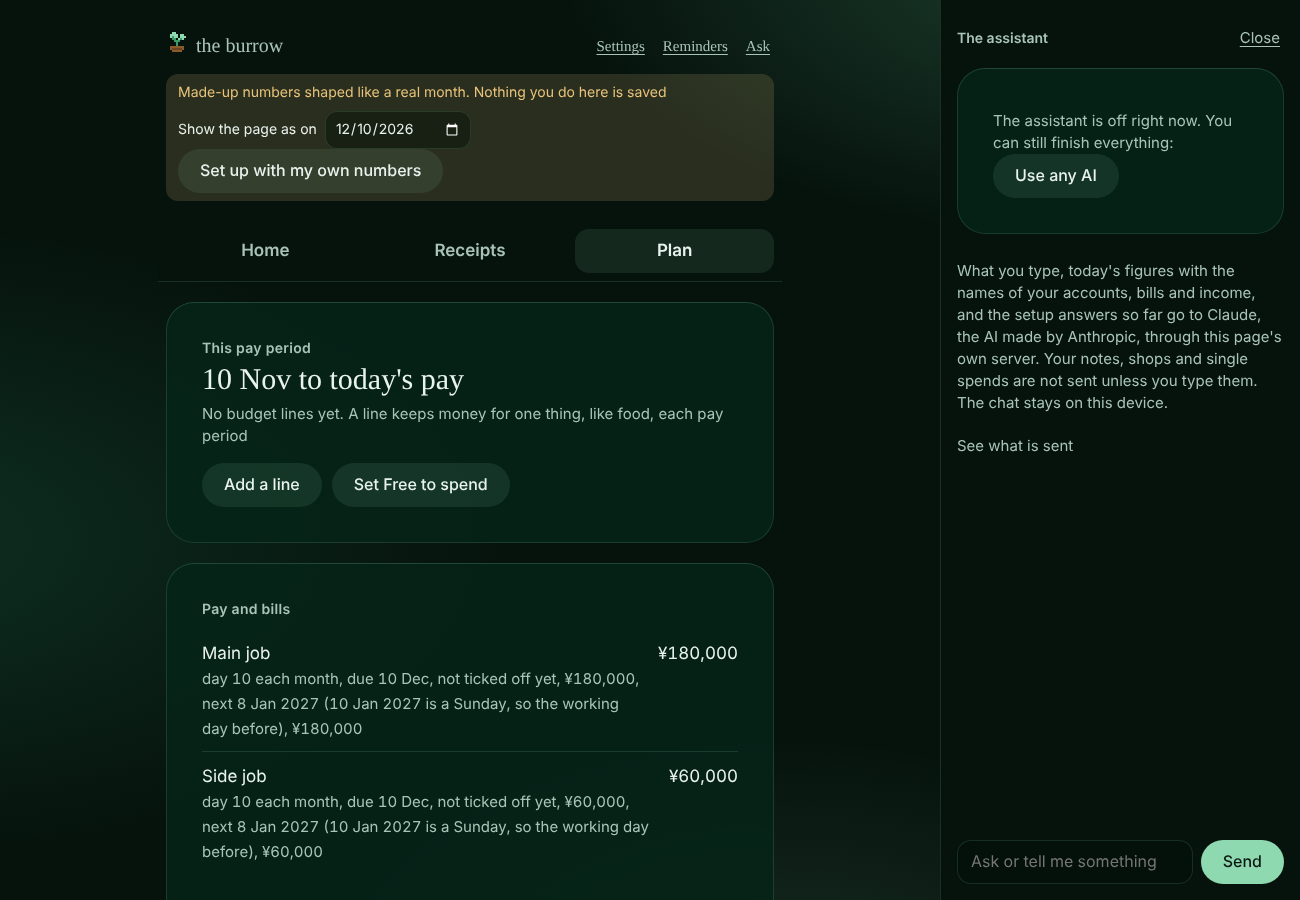 the burrow
Settings
Reminders
Ask
Made-up numbers shaped like a real month. Nothing you do here is saved
Show the page as on
12/10/2026
Set up with my own numbers
Home
Receipts
Plan
This pay period
10 Nov to today's pay
No budget lines yet. A line keeps money for one thing, like food, each pay
period
Add a line
Set Free to spend
Pay and bills
Main job
¥180,000
day 10 each month, due 10 Dec, not ticked off yet, ¥180,000,
next 8 Jan 2027 (10 Jan 2027 is a Sunday, so the working
day before), ¥180,000
Side job
¥60,000
day 10 each month, due 10 Dec, not ticked off yet, ¥60,000,
next 8 Jan 2027 (10 Jan 2027 is a Sunday, so the working day
before), ¥60,000
The assistant
Close
The assistant is off right now. You
can still finish everything:
Use any AI
What you type, today's figures with the
names of your accounts, bills and income,
and the setup answers so far go to Claude,
the AI made by Anthropic, through this page's
own server. Your notes, shops and single
spends are not sent unless you type them.
The chat stays on this device.
See what is sent
Ask or tell me something
Send